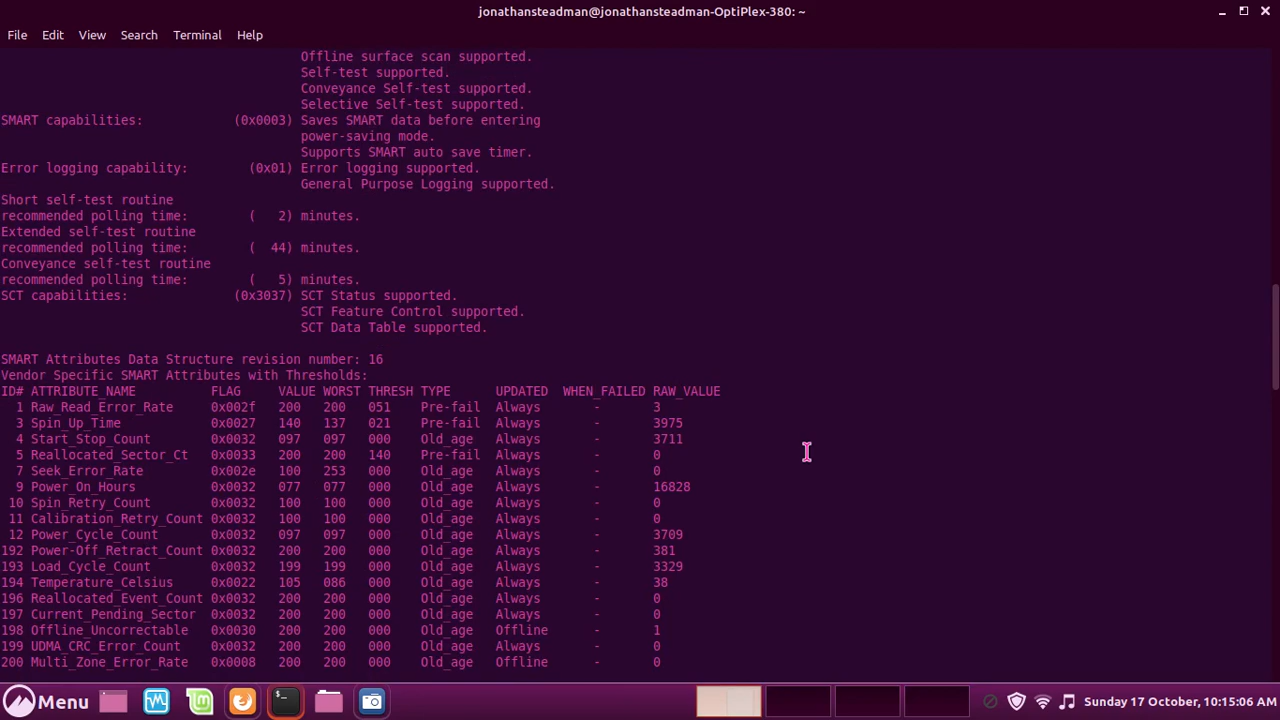 jonathansteadman@jonathansteadman-OptiPlex-380: ~
File Edit View Search Terminal Help
Offline surface scan supported.
Self-test supported.
Conveyance Self-test supported.
Selective Self-test supported.
SMART capabilities: (0x0003) Saves SMART data before entering
power-saving mode.
Supports SMART auto save timer.
Error logging capability: (0x01) Error logging supported.
General Purpose Logging supported.
Short self-test routine
recommended polling time: ( 2) minutes.
Extended self-test routine
recommended polling time: ( 44) minutes.
Conveyance self-test routine
recommended polling time: ( 5) minutes.
SCT capabilities: (0x3037) SCT Status supported.
SCT Feature Control supported.
SCT Data Table supported.
SMART Attributes Data Structure revision number: 16
Vendor Specific SMART Attributes with Thresholds:
ID# ATTRIBUTE_NAME FLAG VALUE WORST THRESH TYPE UPDATED WHEN_FAILED RAW_VALUE
1 Raw_Read_Error_Rate 0x002f 200 200 051 Pre-fail Always - 3
3 Spin_Up_Time 0x0027 140 137 021 Pre-fail Always - 3975
4 Start_Stop_Count 0x0032 097 097 000 Old_age Always - 3711
5 Reallocated_Sector_Ct 0x0033 200 200 140 Pre-fail Always - 0
7 Seek_Error_Rate 0x002e 100 253 000 Old_age Always - 0
9 Power_On_Hours 0x0032 077 077 000 Old_age Always - 16828
10 Spin_Retry_Count 0x0032 100 100 000 Old_age Always - 0
11 Calibration_Retry_Count 0x0032 100 100 000 Old_age Always - 0
12 Power_Cycle_Count 0x0032 097 097 000 Old_age Always - 3709
192 Power-Off_Retract_Count 0x0032 200 200 000 Old_age Always - 381
193 Load_Cycle_Count 0x0032 199 199 000 Old_age Always - 3329
194 Temperature_Celsius 0x0022 105 086 000 Old_age Always - 38
196 Reallocated_Event_Count 0x0032 200 200 000 Old_age Always - 0
197 Current_Pending_Sector 0x0032 200 200 000 Old_age Always - 0
198 Offline_Uncorrectable 0x0030 200 200 000 Old_age Offline - 1
199 UDMA_CRC_Error_Count 0x0032 200 200 000 Old_age Always - 0
200 Multi_Zone_Error_Rate 0x0008 200 200 000 Old_age Offline - 0
Menu Sunday 17 October, 10:15:06 AM